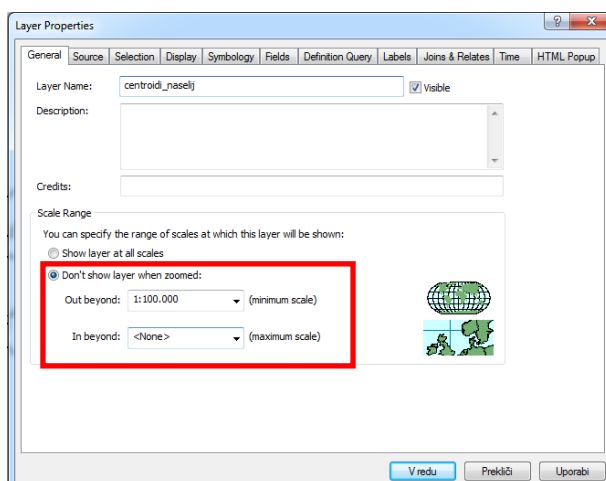 Layer Properties
General Source Selection Display Symbology Fields Definition Query Labels Joins & Relates Time HTML Popup
Layer Name: centroidi_naselij Visible
Description:
Credits:
Scale Range
You can specify the range of scales at which this layer will be shown:
Show layer at all scales
Don't show layer when zoomed:
Out beyond: 1:100.000 (minimum scale)
In beyond: <None> (maximum scale)
V redu Prekliči Uporabi